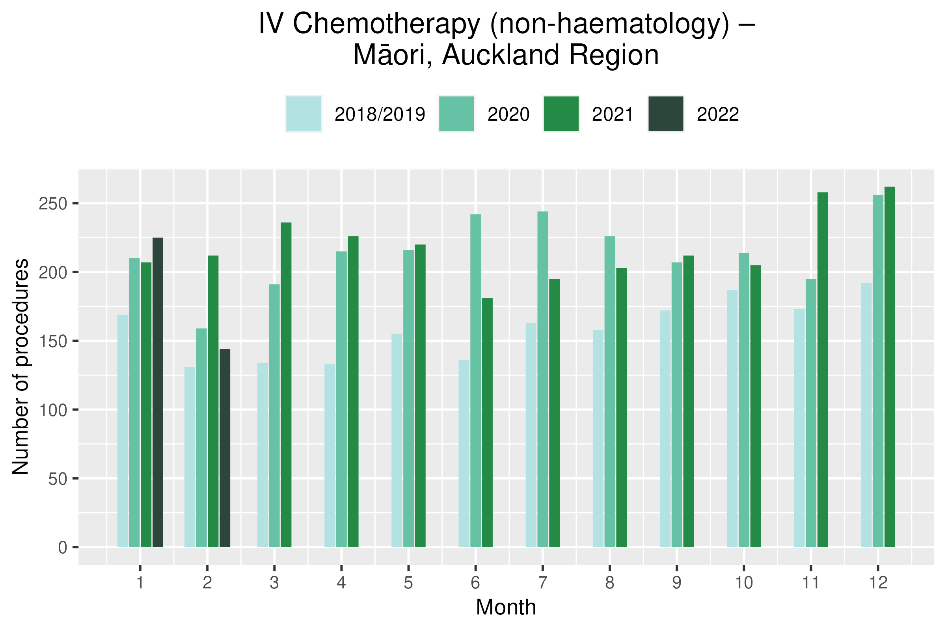 IV Chemotherapy (non-haematology) –
Māori, Auckland Region
2018/2019 2020 2021 2022
Number of procedures
250
200
150
100
50
0
1 2 3 4 5 6 7 8 9 10 11 12
Month